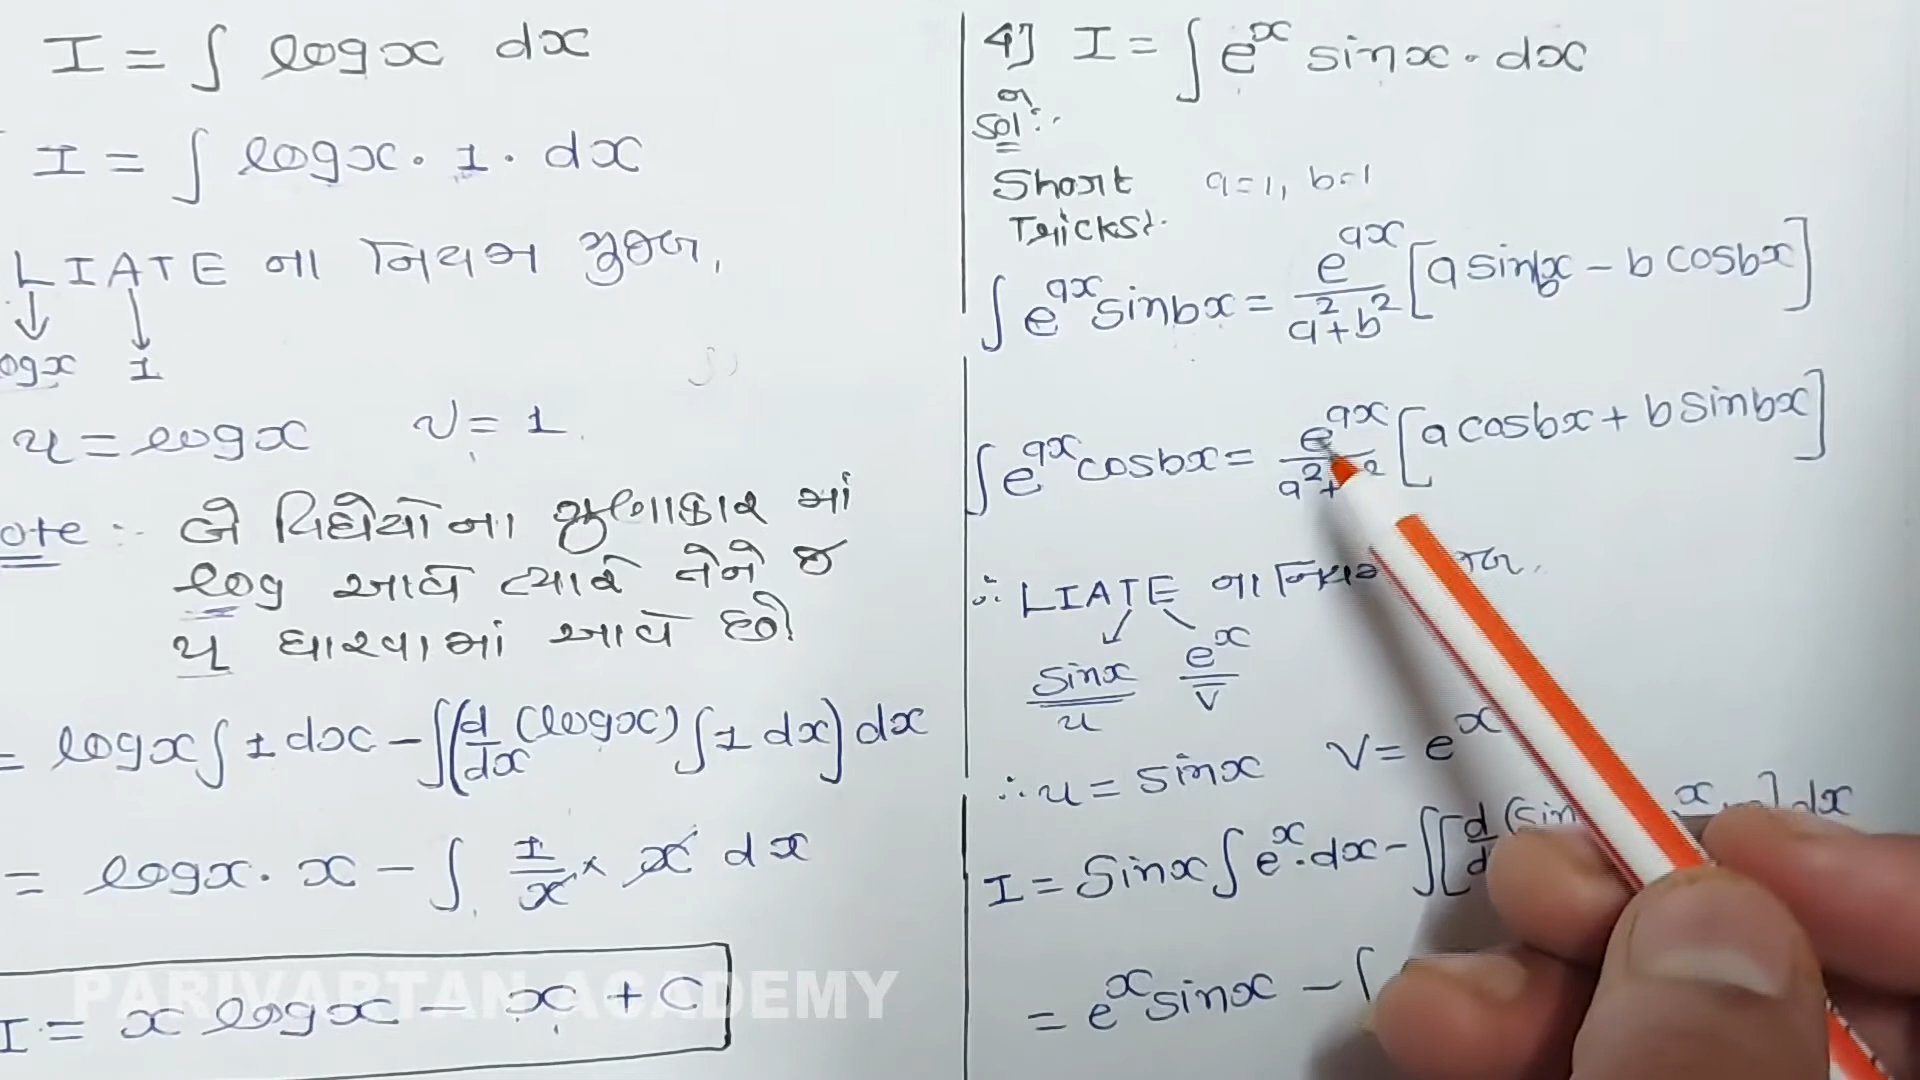 I = ∫ logx dx
I = ∫ logx · 1 · dx
LIATE ના નિયમ મુજબ,
ogx 1
u = logx v = 1
ote :- બે વિધેયોના ગુણાકાર માં
log આવે ત્યારે તેને જ
u ધારવામાં આવે છે
= logx ∫ 1 dx - ∫(d/dx (logx) ∫ 1 dx) dx
= logx · x - ∫ 1/x × x dx
I = x logx - x + C
PARIVARTAN ACADEMY
4] I = ∫ e^x sinx · dx
Sol :-
Short a=1, b=1
Tricks:-
∫ e^ax sinbx = e^ax/a²+b² [a sinbx - b cosbx]
∫ e^ax cosbx = e^ax/a²+ ² [a cosbx + b sinbx]
∴ LIATE ના
sinx e^x
u v
∴ u = sinx v = e^x
I = Sinx ∫ e^x · dx - ∫[d/d (sin x ] dx
= e^x sinx - ∫